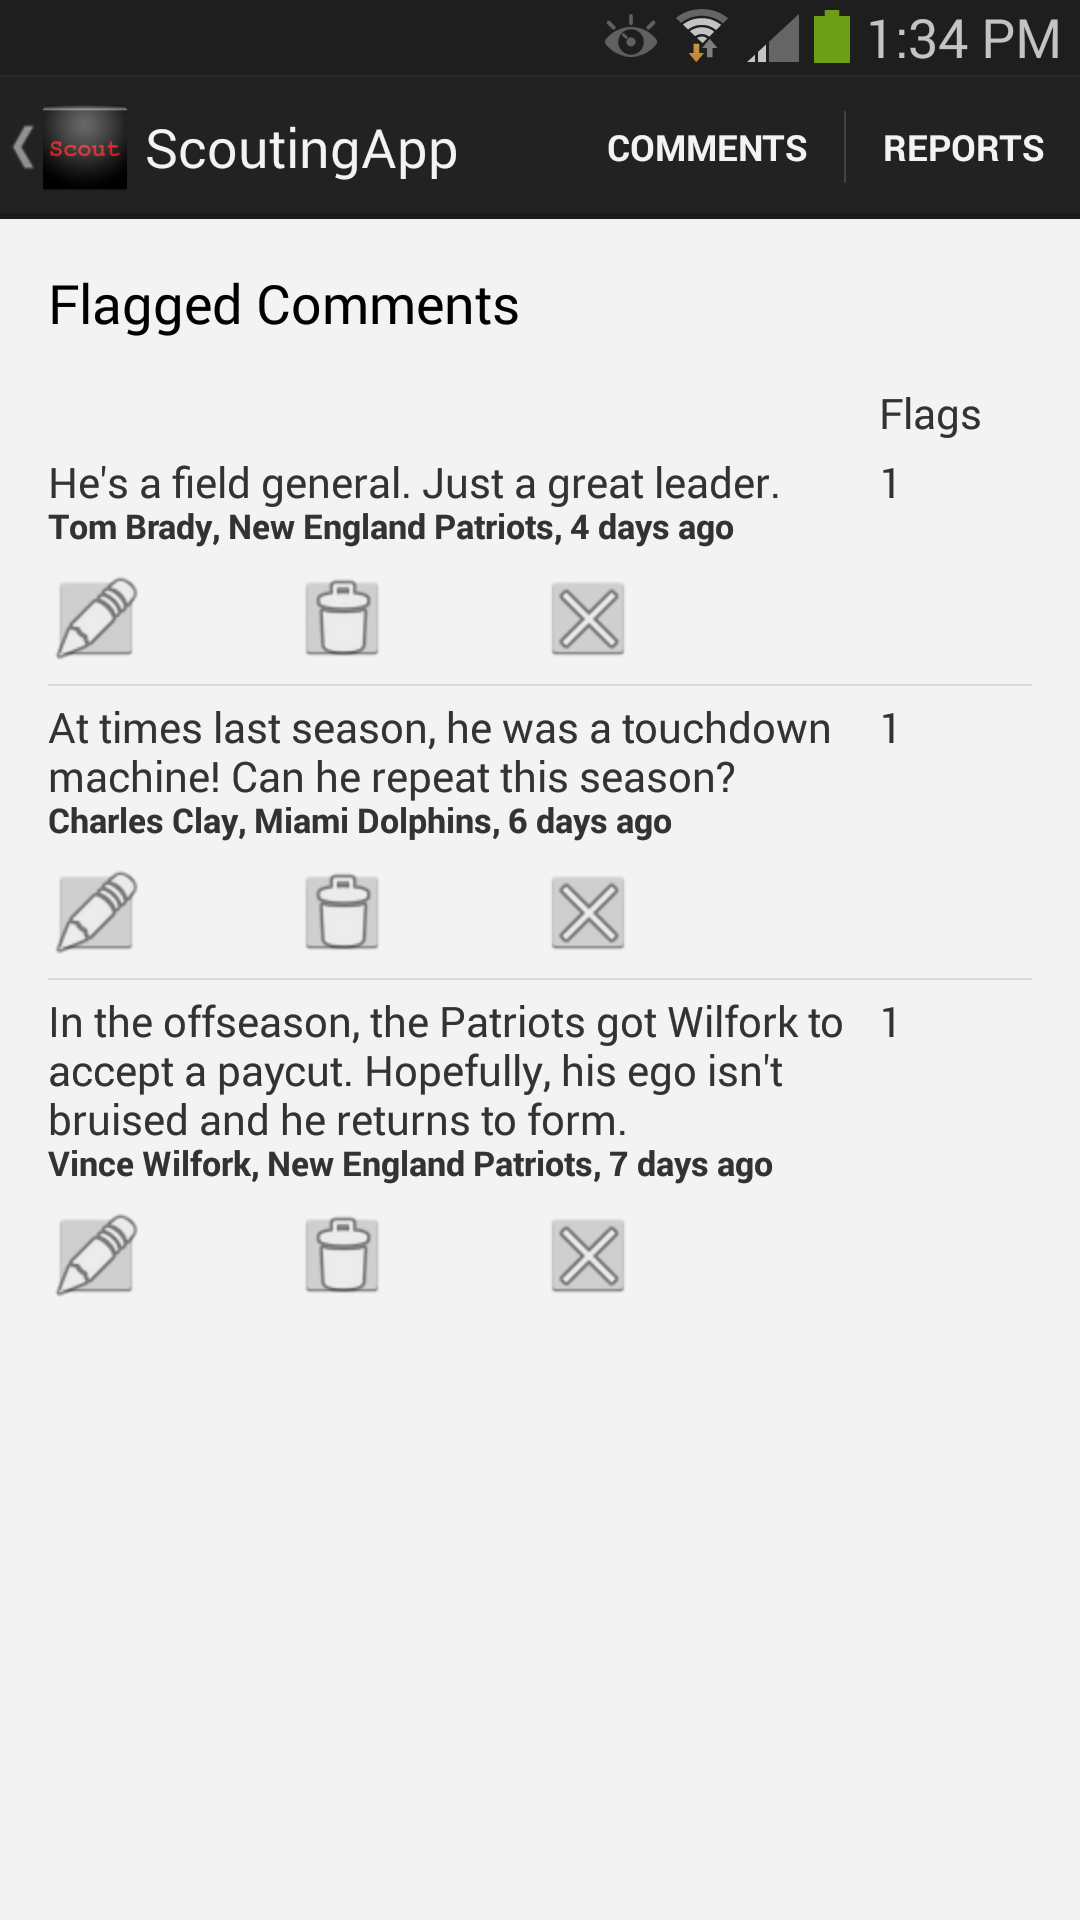 1:34 PM
Scout ScoutingApp COMMENTS REPORTS
Flagged Comments
Flags
He's a field general. Just a great leader. 1
Tom Brady, New England Patriots, 4 days ago
At times last season, he was a touchdown 1
machine! Can he repeat this season?
Charles Clay, Miami Dolphins, 6 days ago
In the offseason, the Patriots got Wilfork to 1
accept a paycut. Hopefully, his ego isn't
bruised and he returns to form.
Vince Wilfork, New England Patriots, 7 days ago